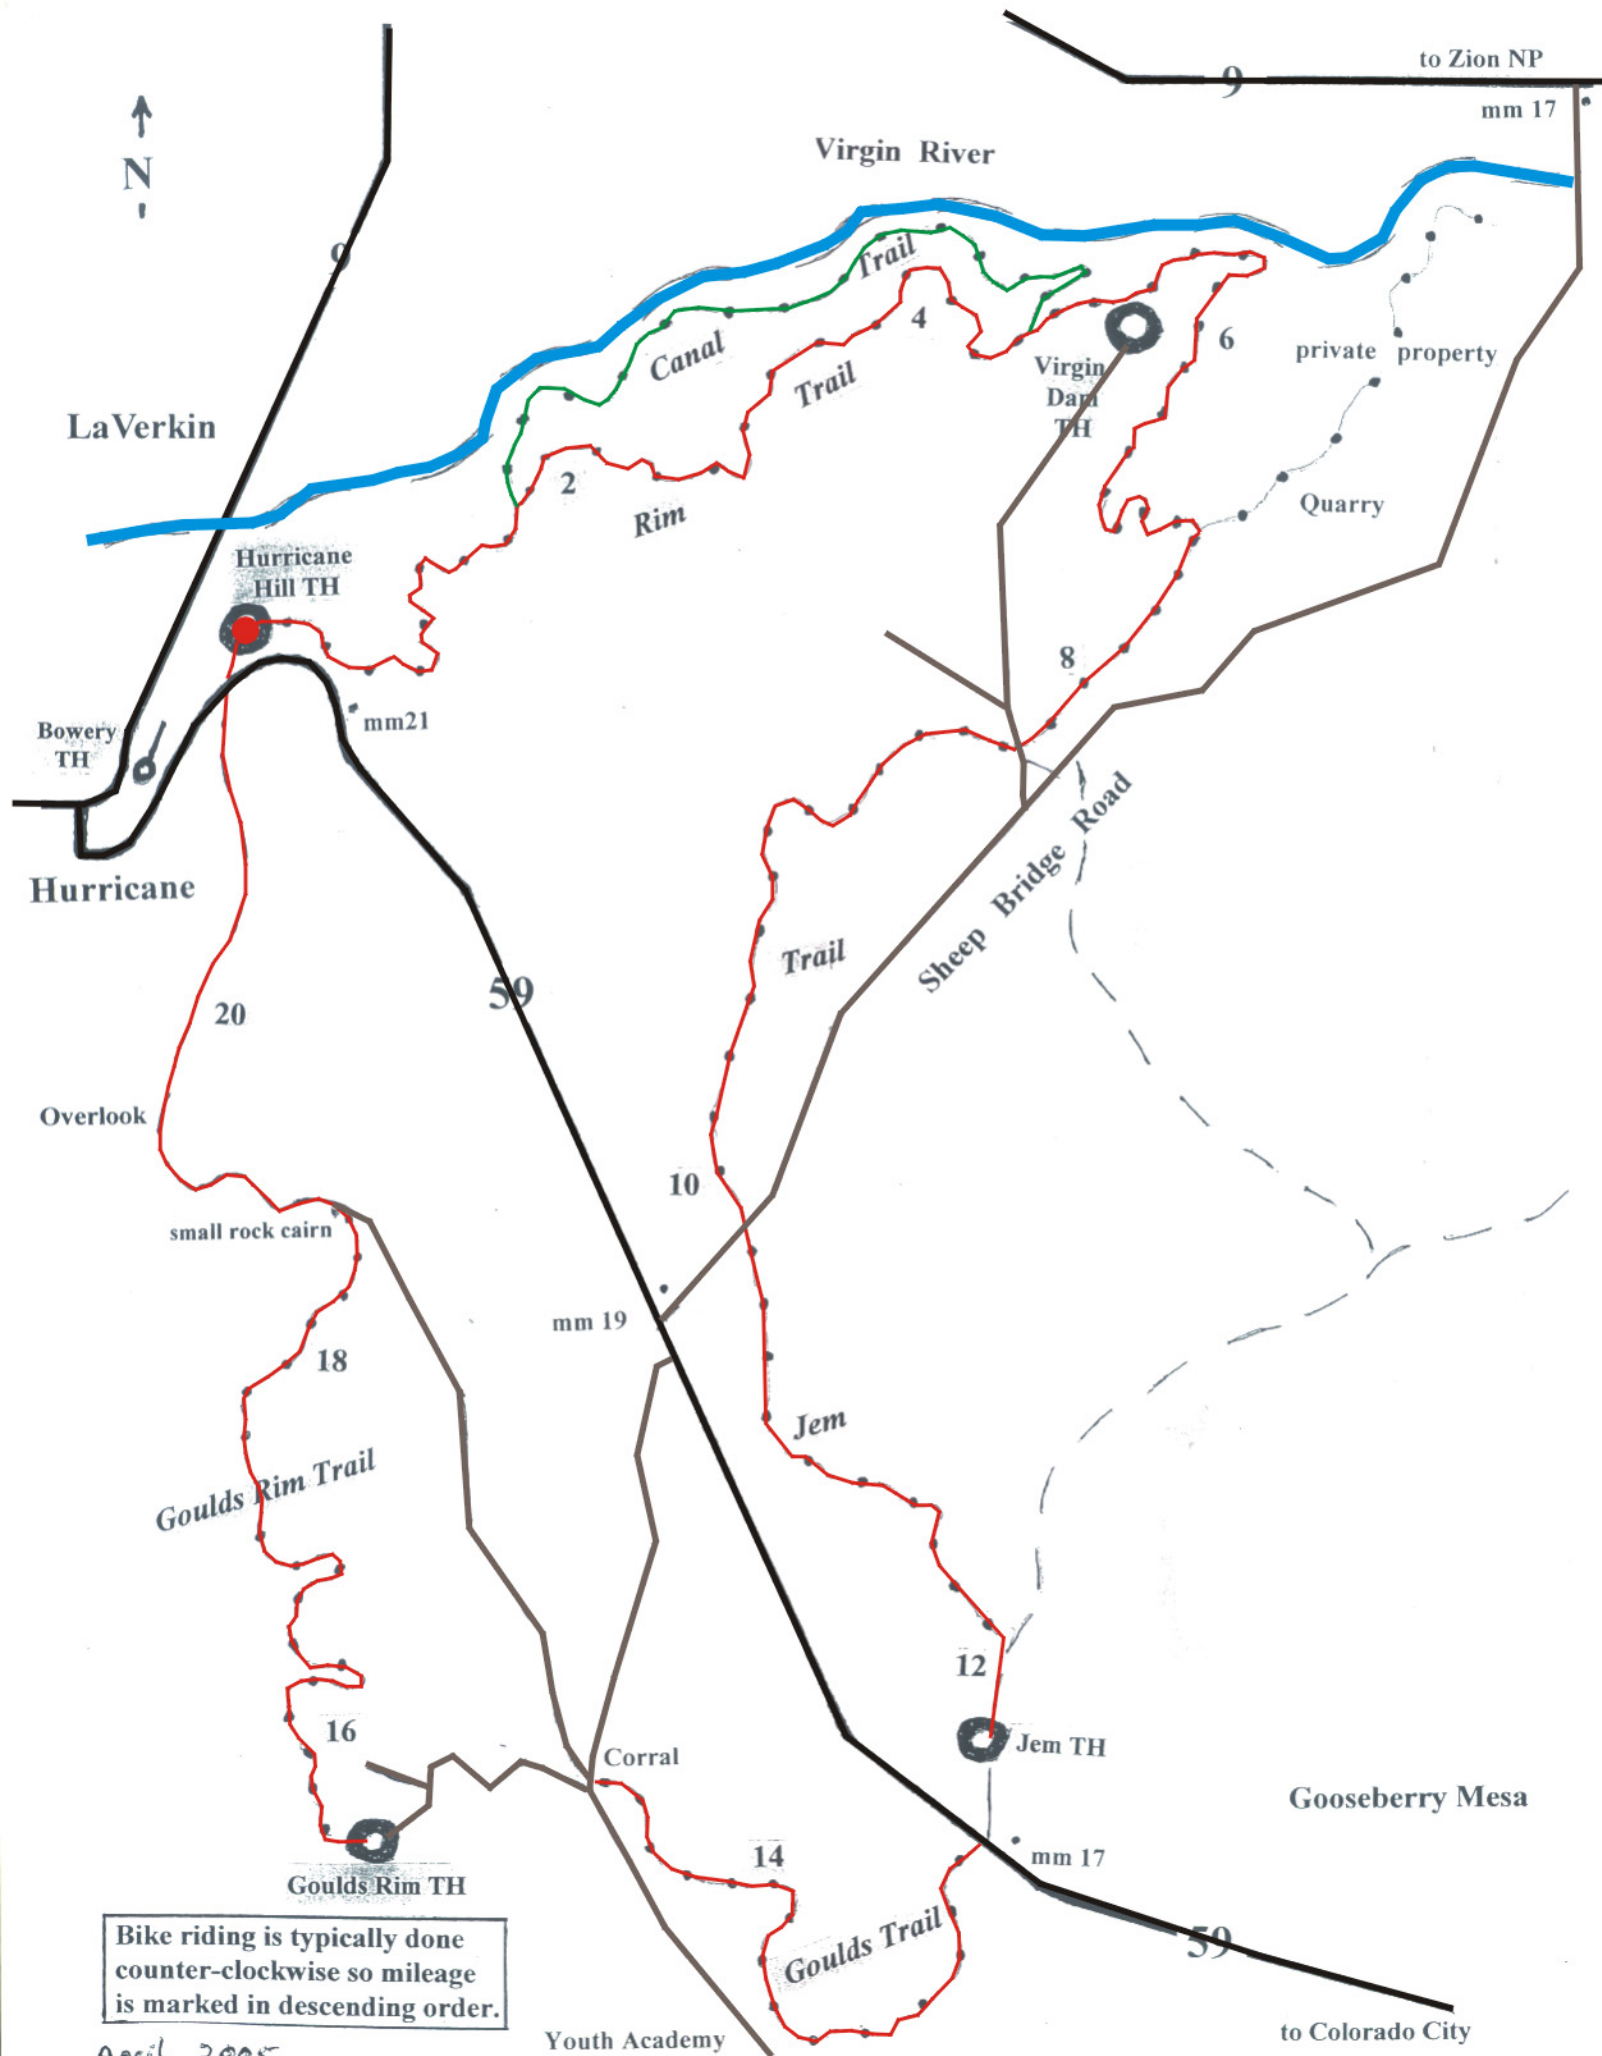 to Zion NP
9
mm 17
N
Virgin River
9
Trail
4
Canal
Trail
6
Virgin
Dam
TH
private property
LaVerkin
2
Rim
Quarry
Hurricane
Hill TH
8
mm21
Bowery
TH
Sheep Bridge Road
Hurricane
Trail
59
20
Overlook
10
small rock cairn
mm 19
18
Jem
Goulds Rim Trail
12
16
Jem TH
Corral
Gooseberry Mesa
14
mm 17
Goulds Rim TH
Goulds Trail
59
Bike riding is typically done
counter-clockwise so mileage
is marked in descending order.
to Colorado City
Youth Academy
April 2005